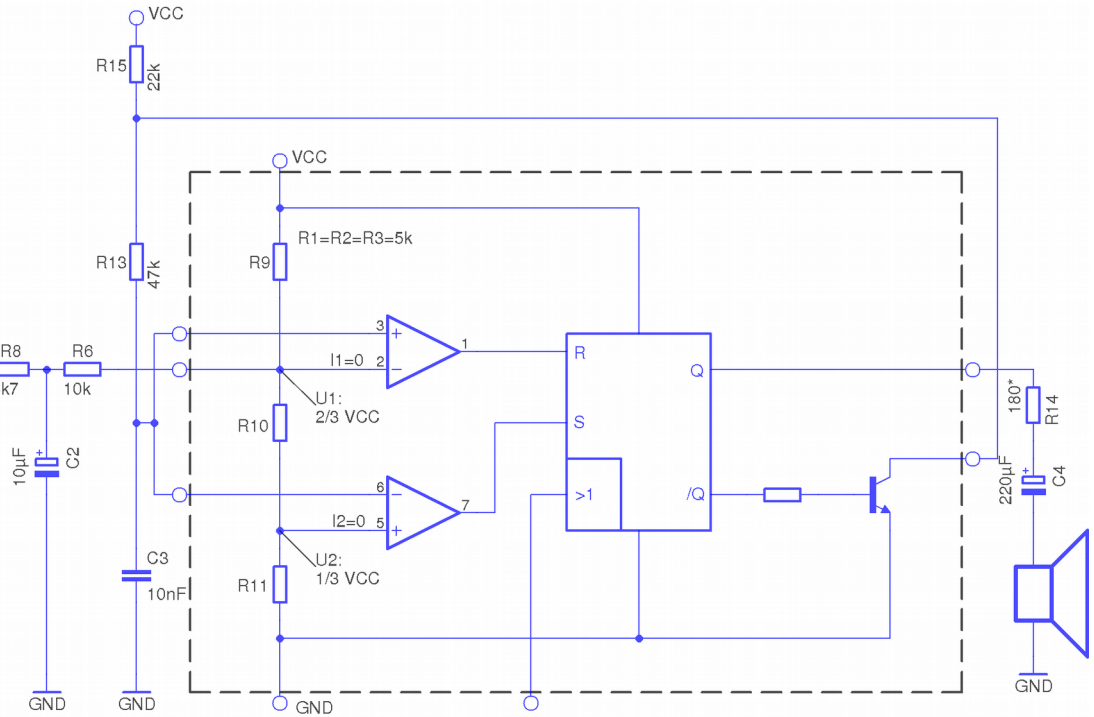 VCC
R15
22k
VCC
R1=R2=R3=5k
R13
47k
R9
3
+
1
R
R8
R6
I1=0
2
−
Q
k7
10k
U1:
2/3 VCC
180*
R14
R10
S
10µF
+
C2
6
−
7
>1
/Q
220µF
+
C4
I2=0
5
+
U2:
1/3 VCC
C3
10nF
R11
GND
GND
GND
GND